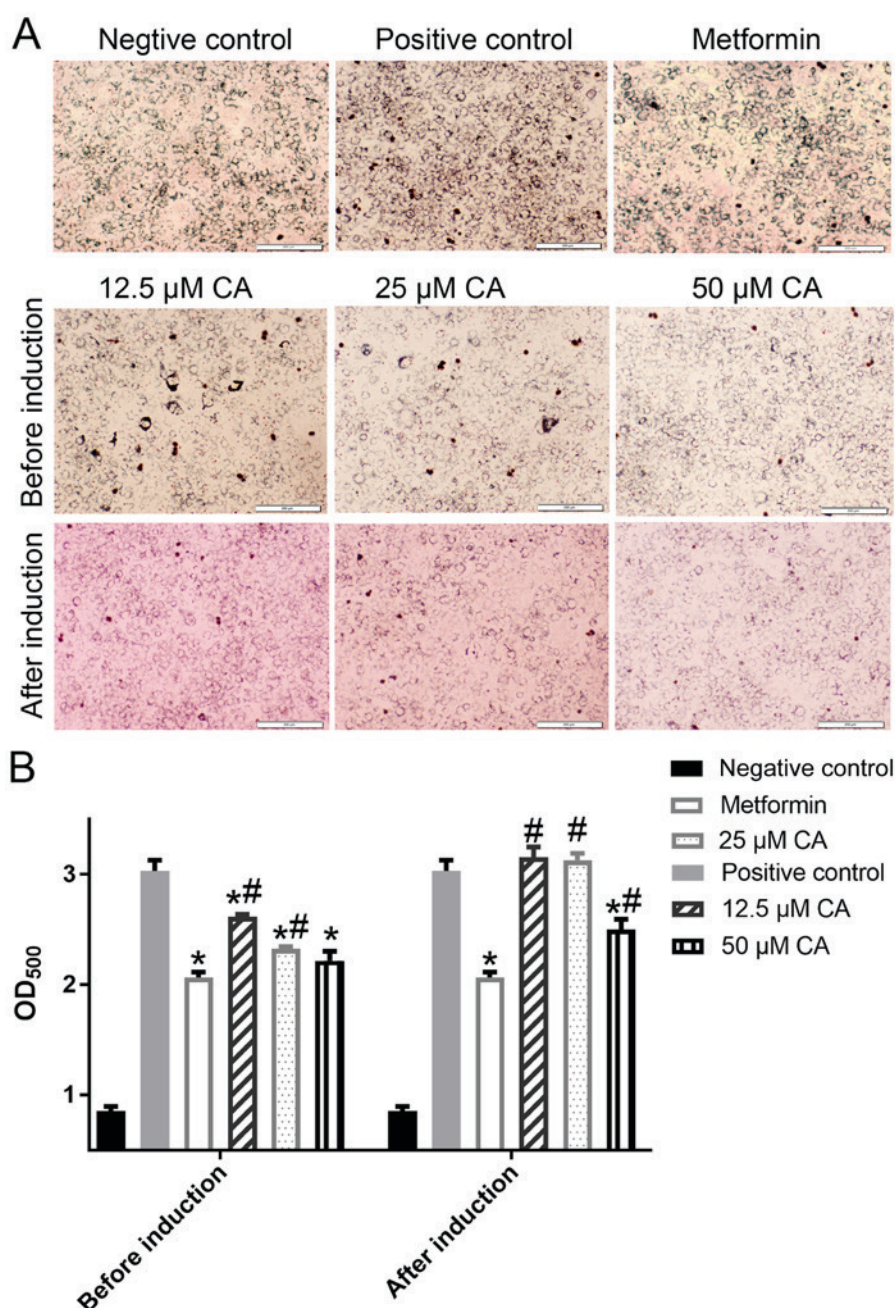 A
Negtive control
Positive control
Metformin
12.5 µM CA
25 µM CA
50 µM CA
Before induction
After induction
B
Negative control
Metformin
25 µM CA
Positive control
12.5 µM CA
50 µM CA
OD500
3
2
1
*
*#
*#
*
*
#
#
*#
Before induction
After induction